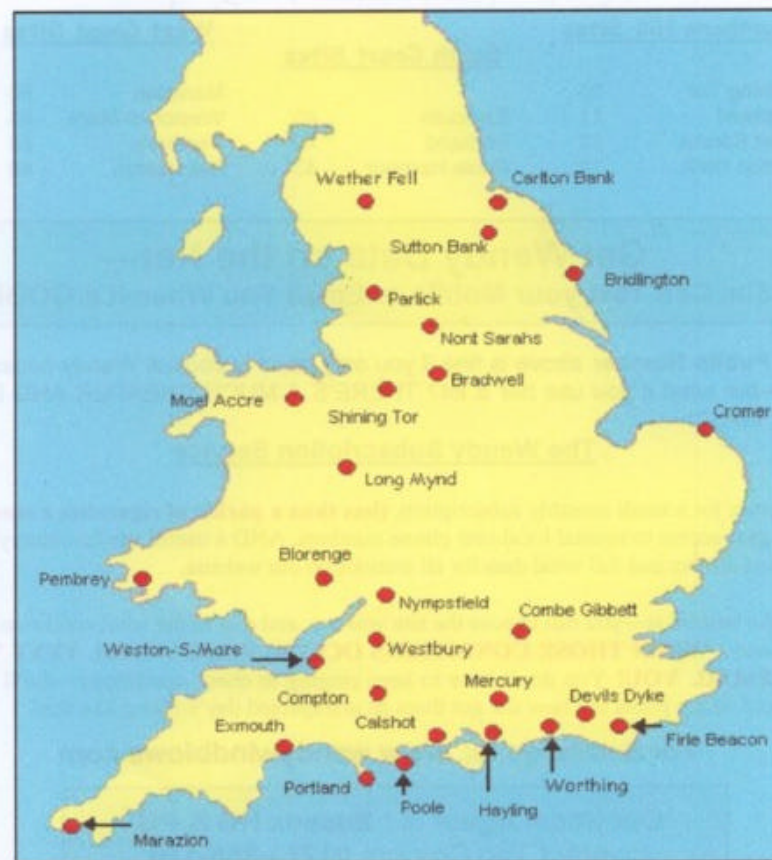 Wether Fell
Carlton Bank
Sutton Bank
Bridlington
Parlick
Nont Sarahs
Bradwell
Moel Accre
Shining Tor
Cromer
Long Mynd
Blorenge
Pembrey
Nympsfield
Combe Gibbett
Weston-S-Mare
Westbury
Compton
Mercury
Devils Dyke
Exmouth
Calshot
Firle Beacon
Portland
Poole
Hayling
Worthing
Marazion